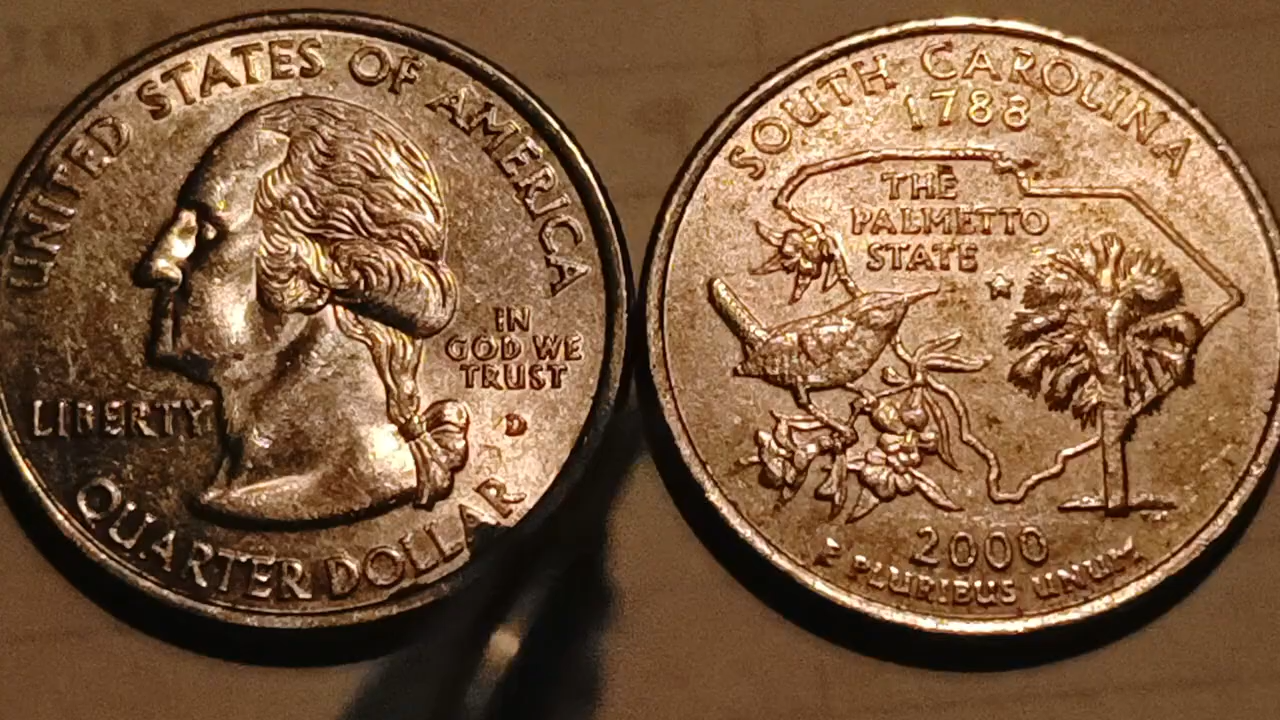 UNITED STATES OF AMERICA
IN
GOD WE
TRUST
LIBERTY
D
QUARTER DOLLAR
SOUTH CAROLINA
1788
THE
PALMETTO
STATE
2000
E PLURIBUS UNUM